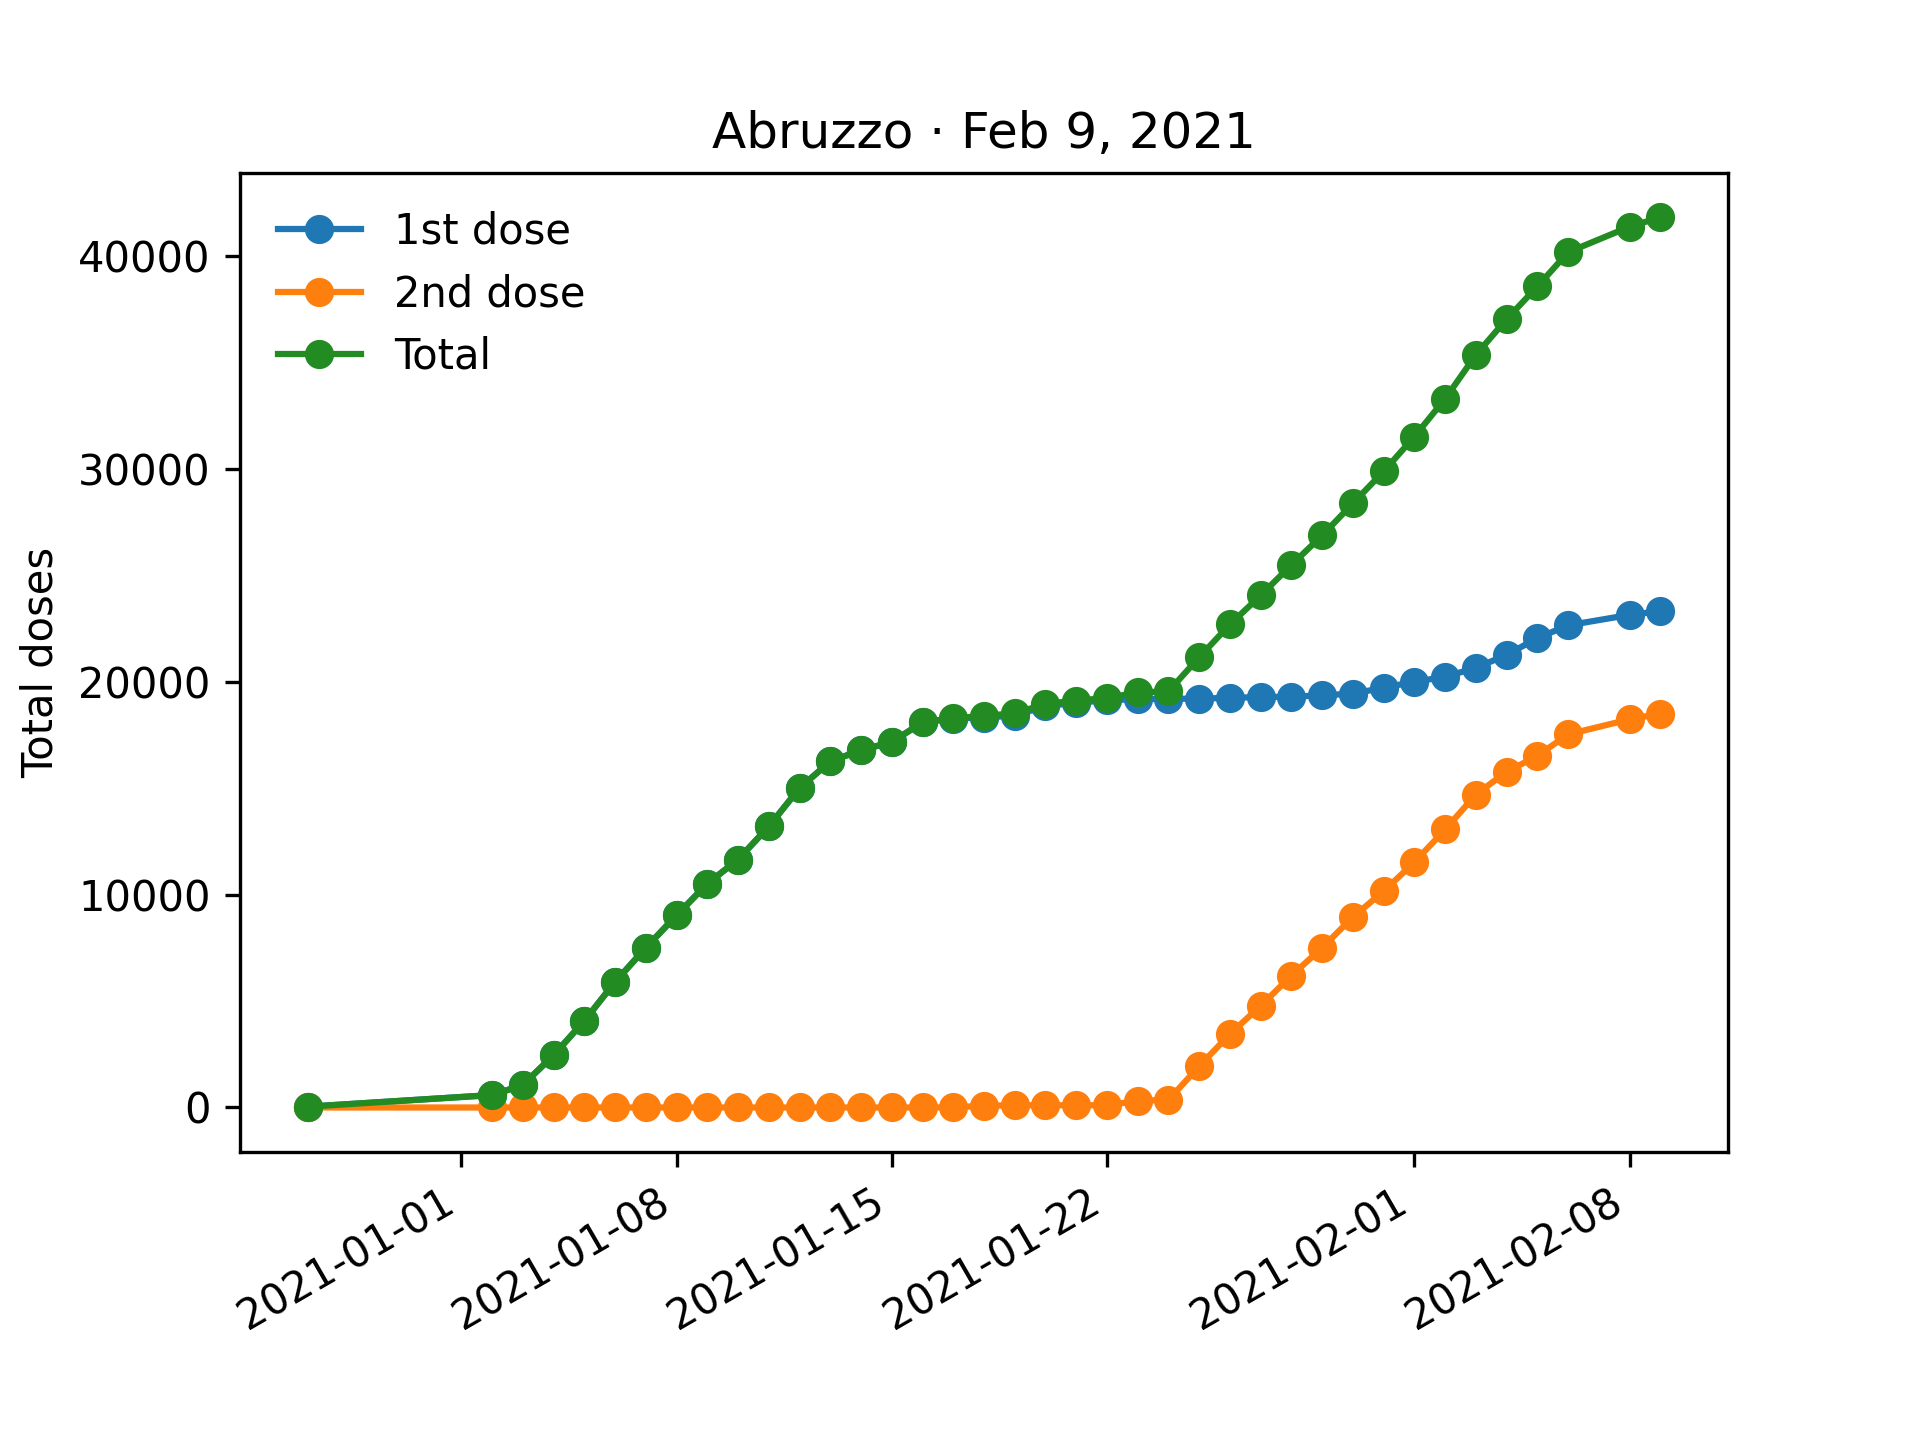 Abruzzo · Feb 9, 2021
1st dose
2nd dose
Total
Total doses
40000
30000
20000
10000
0
2021-01-01
2021-01-08
2021-01-15
2021-01-22
2021-02-01
2021-02-08